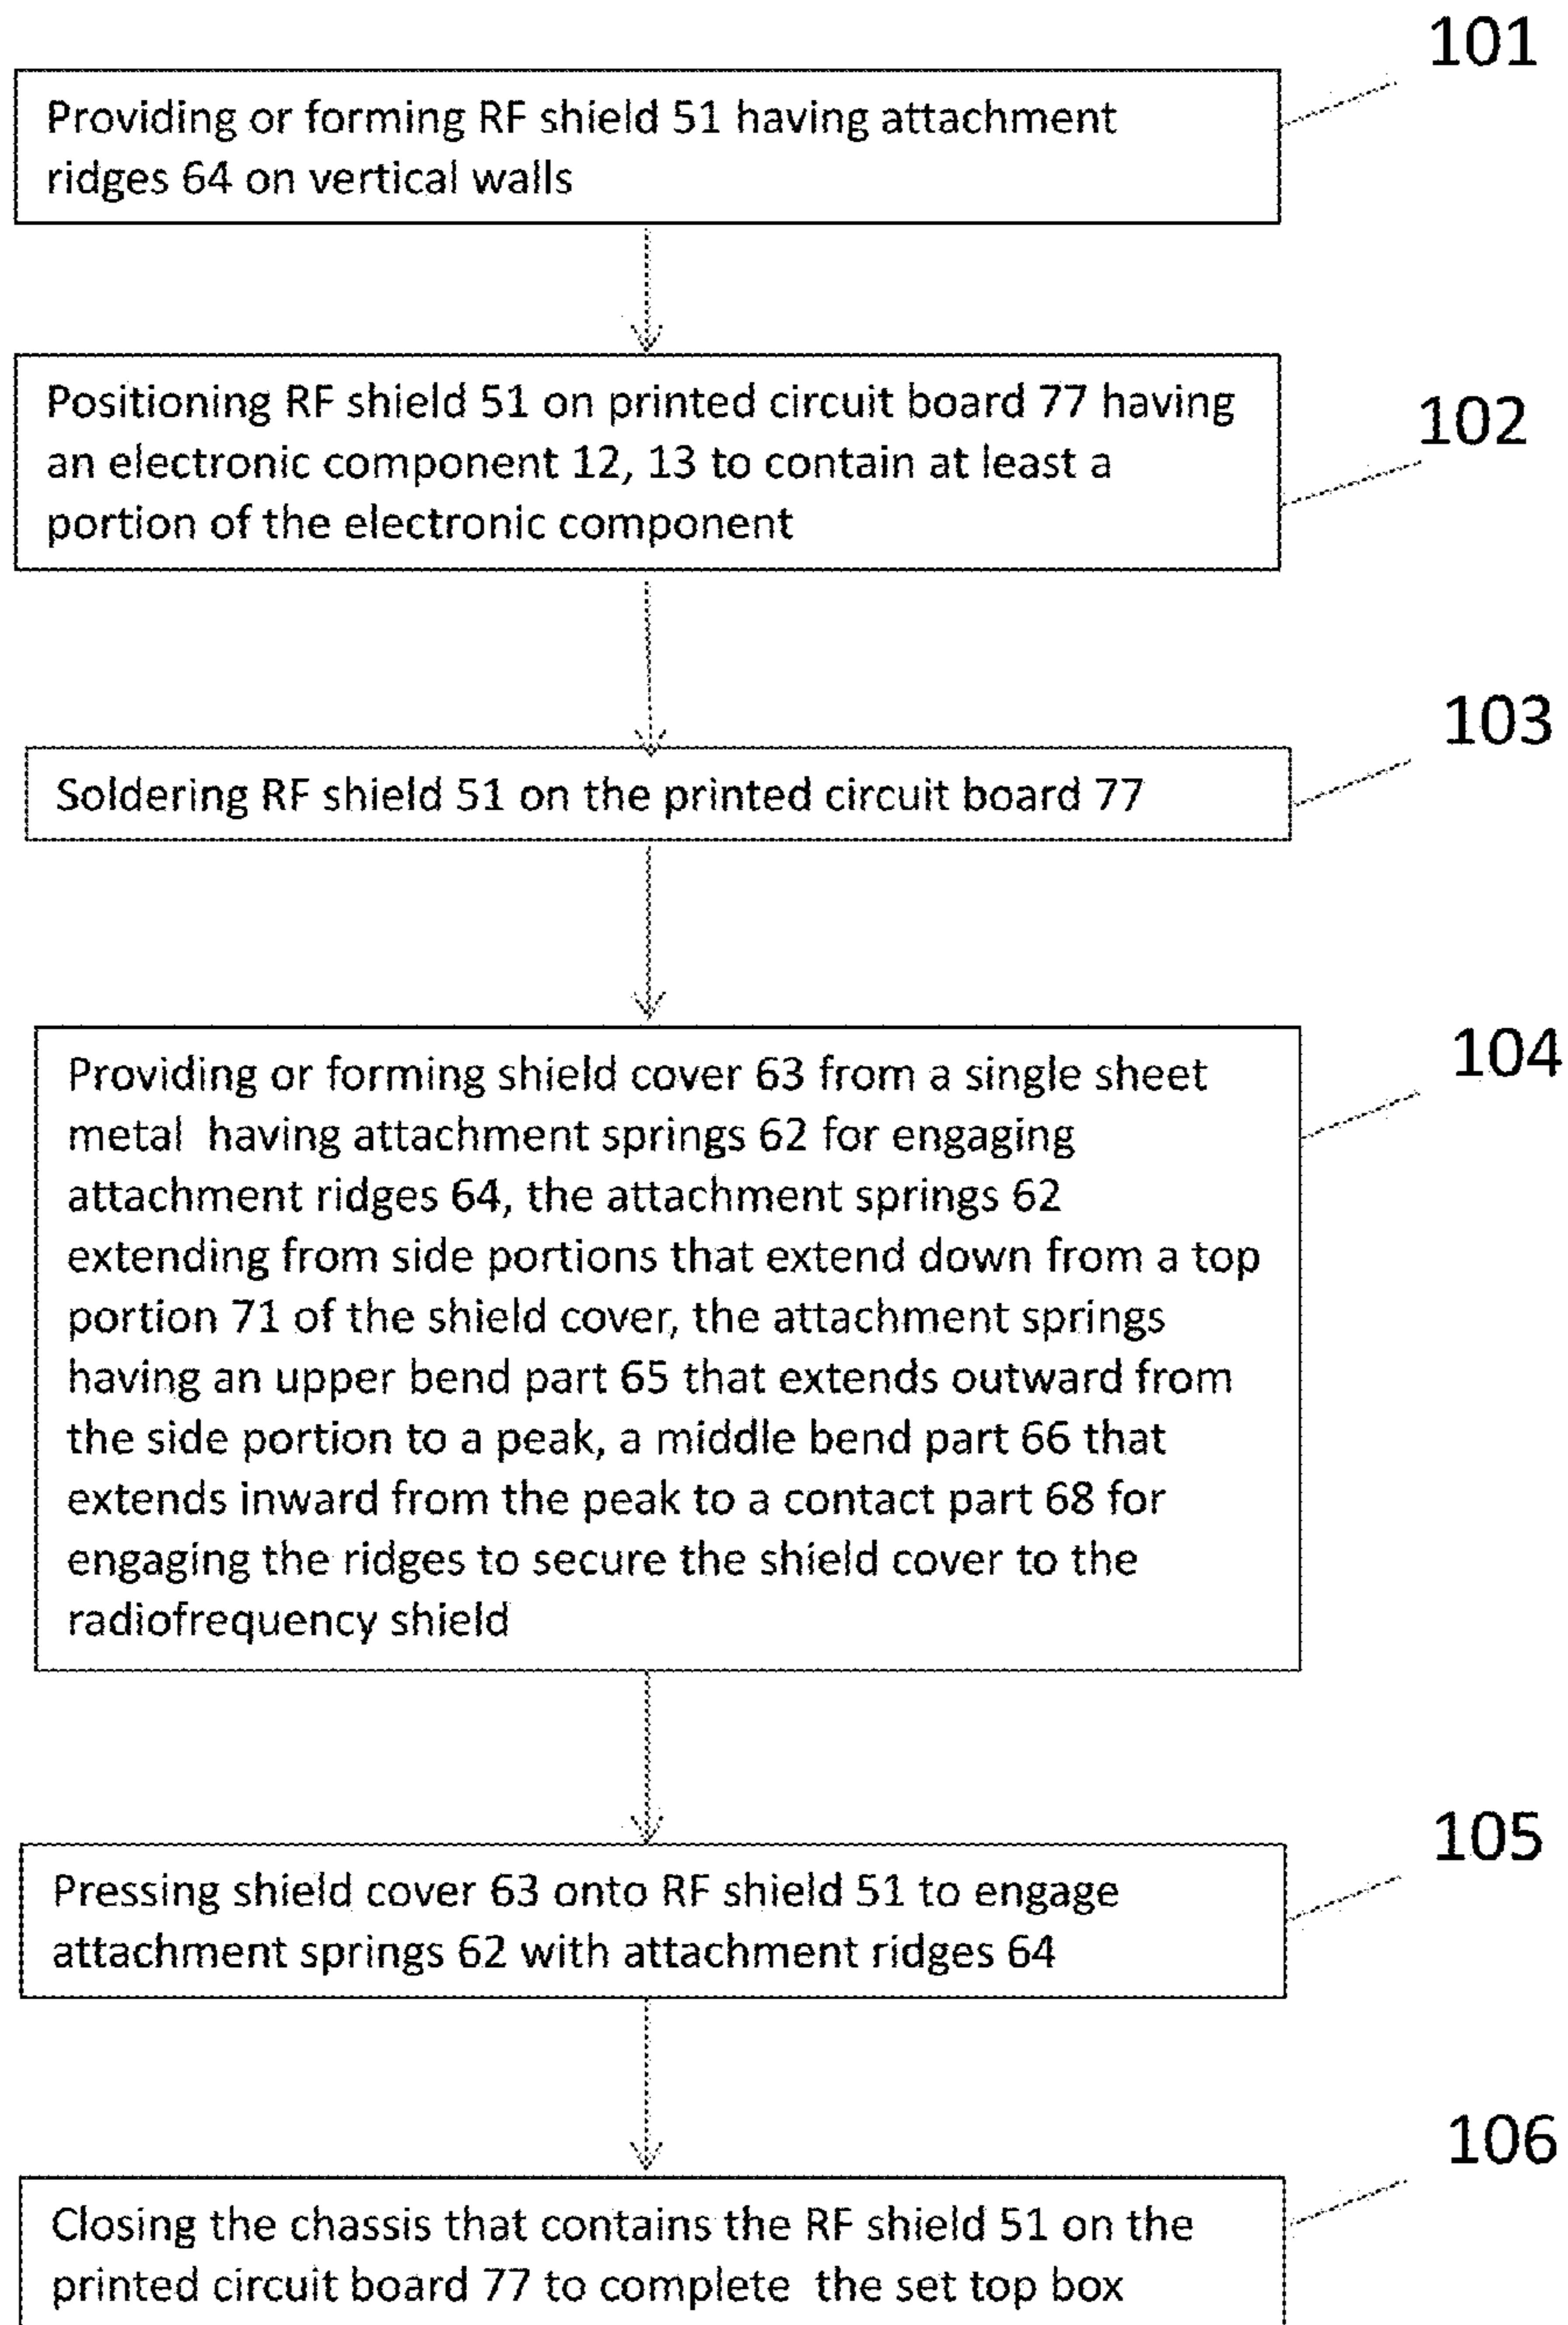 101
Providing or forming RF shield 51 having attachment
ridges 64 on vertical walls
102
Positioning RF shield 51 on printed circuit board 77 having
an electronic component 12, 13 to contain at least a
portion of the electronic component
103
Soldering RF shield 51 on the printed circuit board 77
104
Providing or forming shield cover 63 from a single sheet
metal having attachment springs 62 for engaging
attachment ridges 64, the attachment springs 62
extending from side portions that extend down from a top
portion 71 of the shield cover, the attachment springs
having an upper bend part 65 that extends outward from
the side portion to a peak, a middle bend part 66 that
extends inward from the peak to a contact part 68 for
engaging the ridges to secure the shield cover to the
radiofrequency shield
105
Pressing shield cover 63 onto RF shield 51 to engage
attachment springs 62 with attachment ridges 64
106
Closing the chassis that contains the RF shield 51 on the
printed circuit board 77 to complete the set top box